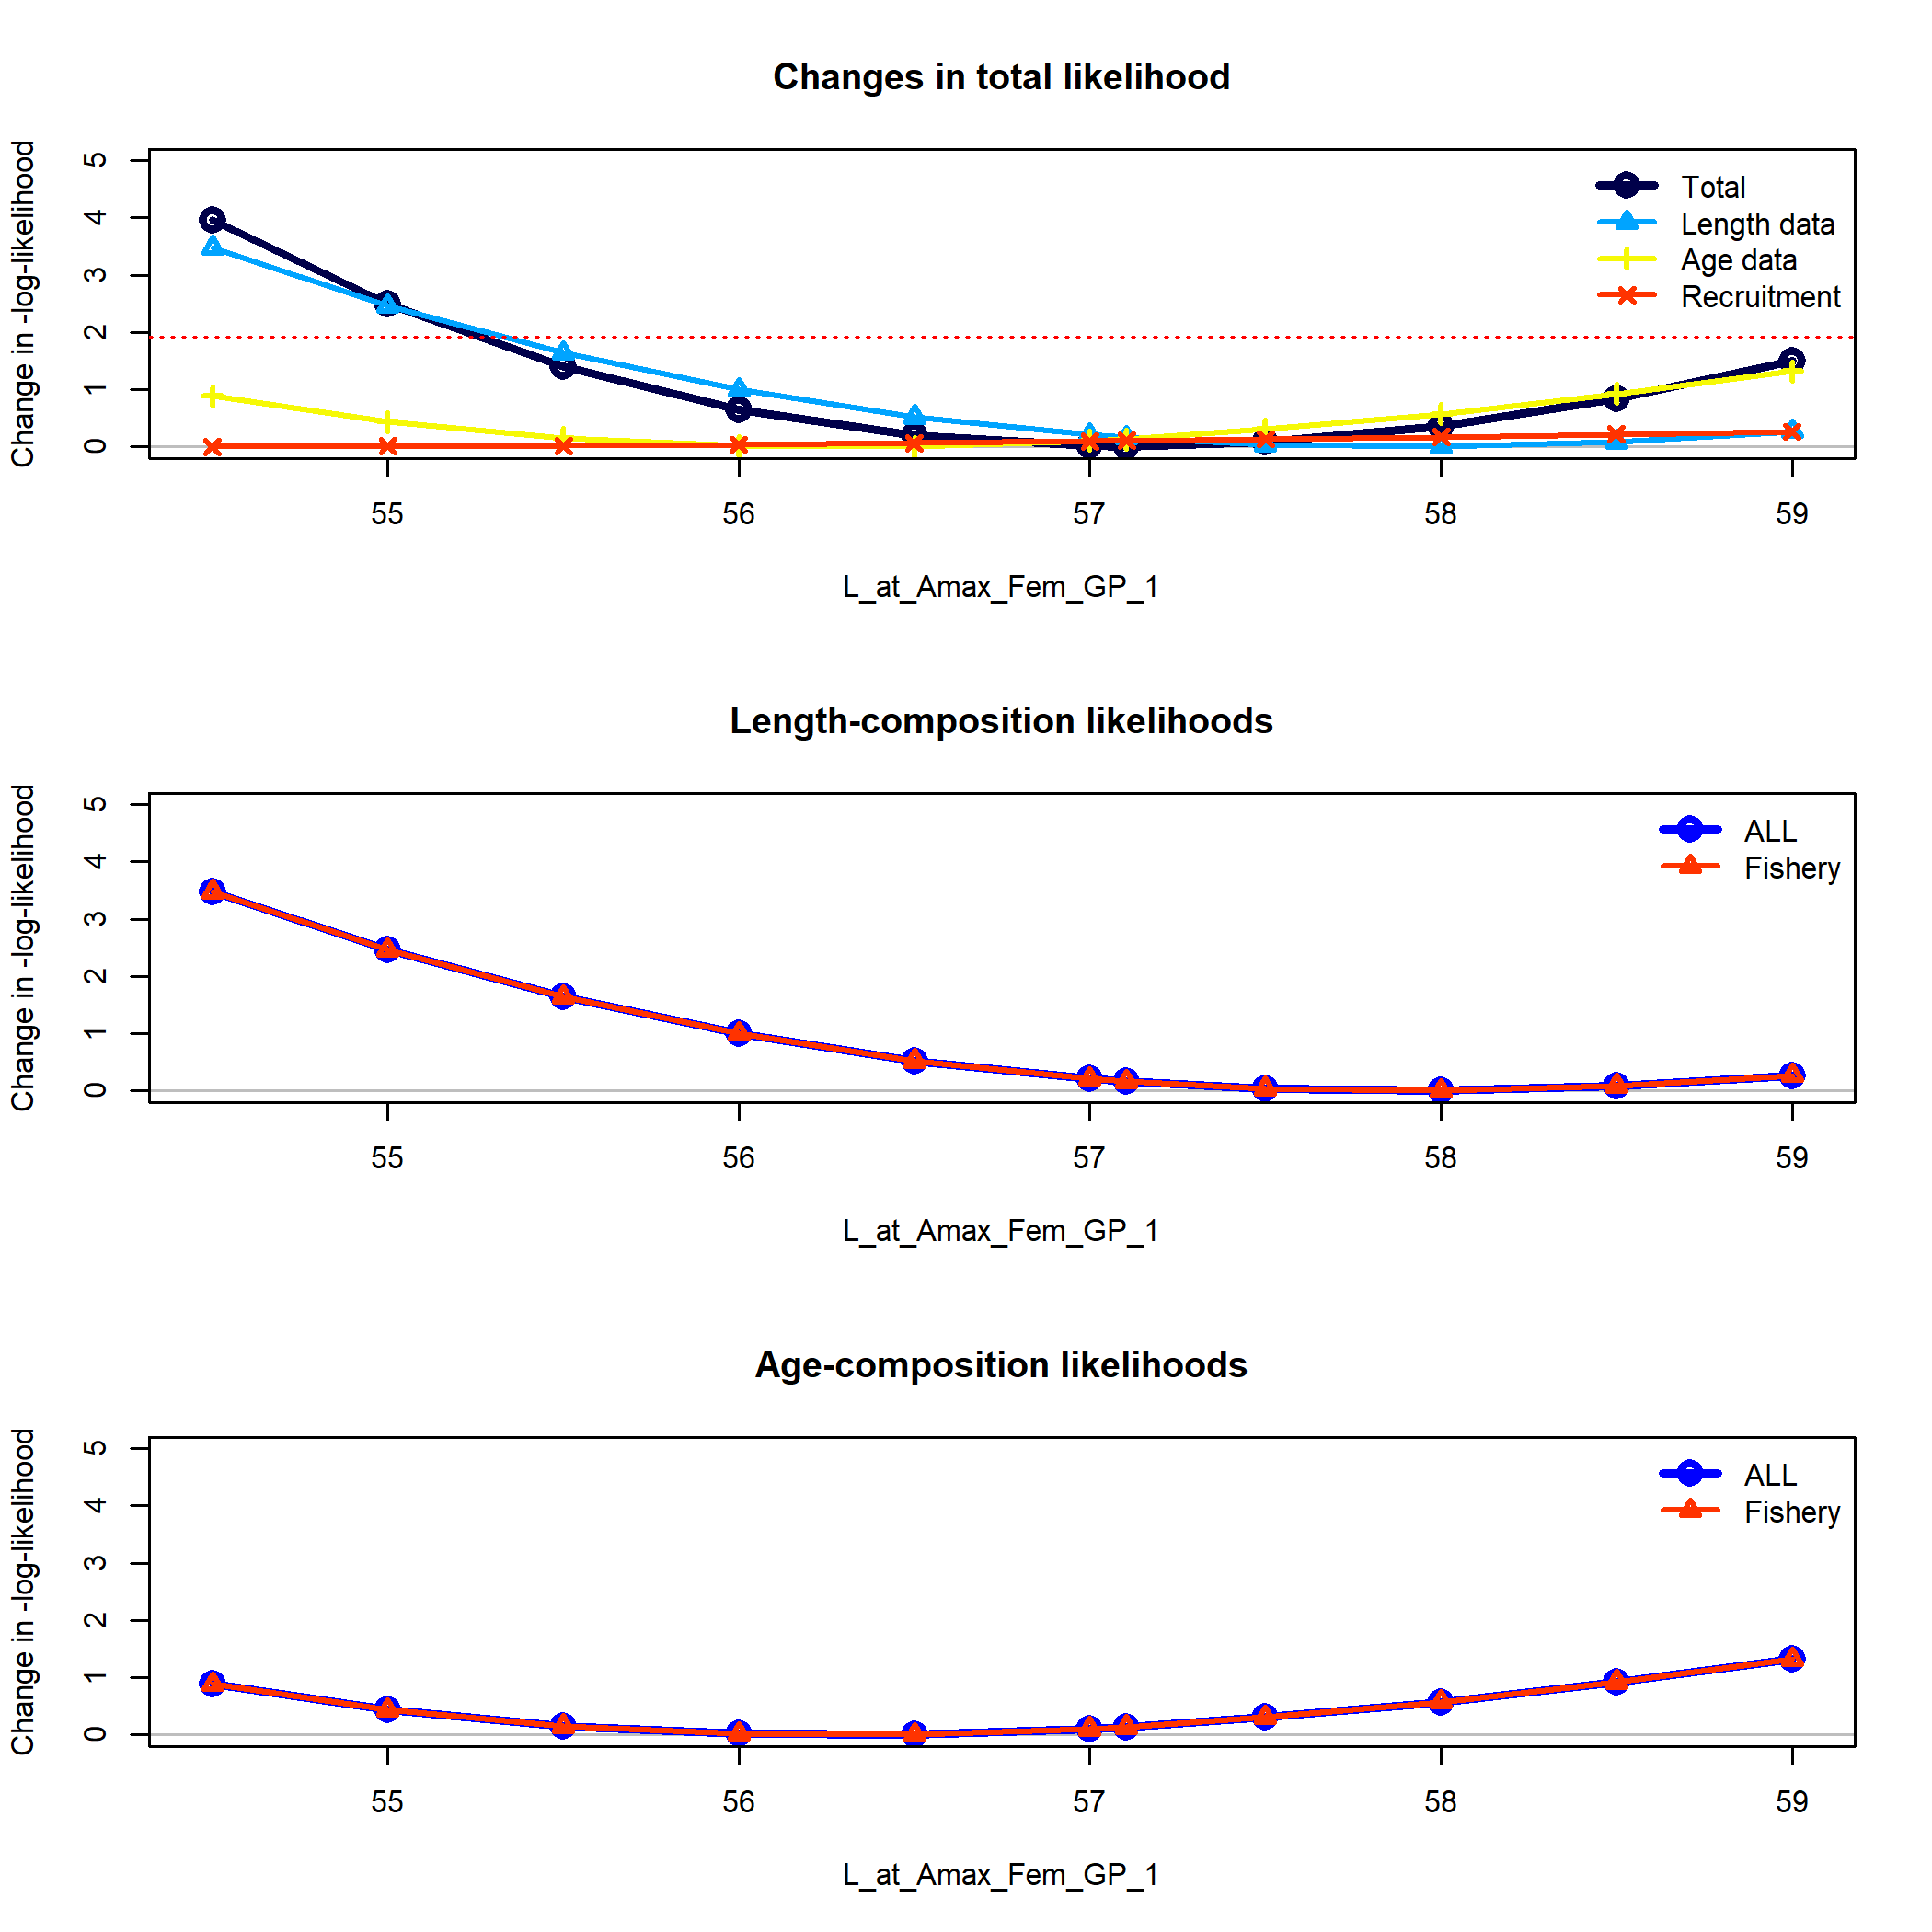 Changes in total likelihood
Change in -log-likelihood
5
4
3
2
1
0
Total
Length data
Age data
Recruitment
55 56 57 58 59
L_at_Amax_Fem_GP_1
Length-composition likelihoods
Change in -log-likelihood
5
4
3
2
1
0
ALL
Fishery
55 56 57 58 59
L_at_Amax_Fem_GP_1
Age-composition likelihoods
Change in -log-likelihood
5
4
3
2
1
0
ALL
Fishery
55 56 57 58 59
L_at_Amax_Fem_GP_1